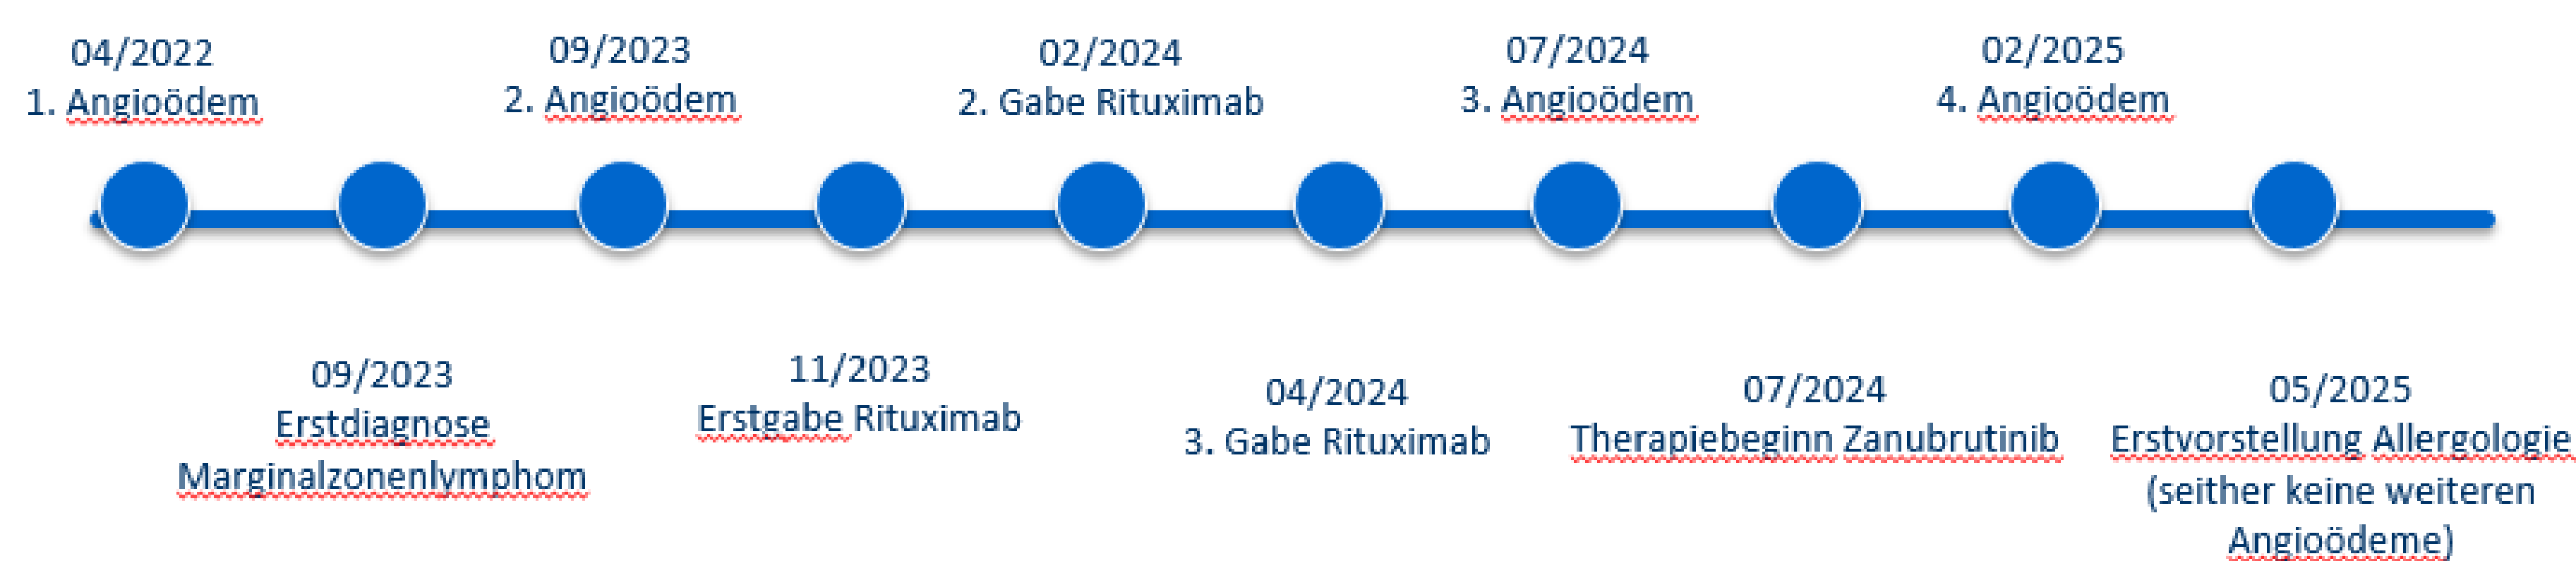 04/2022
1. Angioödem
09/2023
Erstdiagnose
Marginalzonenlymphom
09/2023
2. Angioödem
11/2023
Erstgabe Rituximab
02/2024
2. Gabe Rituximab
04/2024
3. Gabe Rituximab
07/2024
3. Angioödem
07/2024
Therapiebeginn Zanubrutinib
02/2025
4. Angioödem
05/2025
Erstvorstellung Allergologie
(seither keine weiteren
Angioödeme)